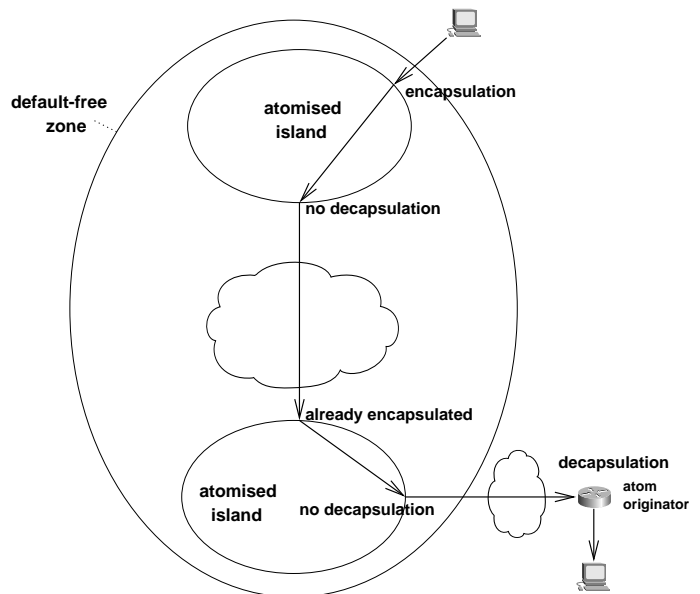 default-free
zone
atomised
island
encapsulation
no decapsulation
already encapsulated
atomised
island
no decapsulation
decapsulation
atom
originator